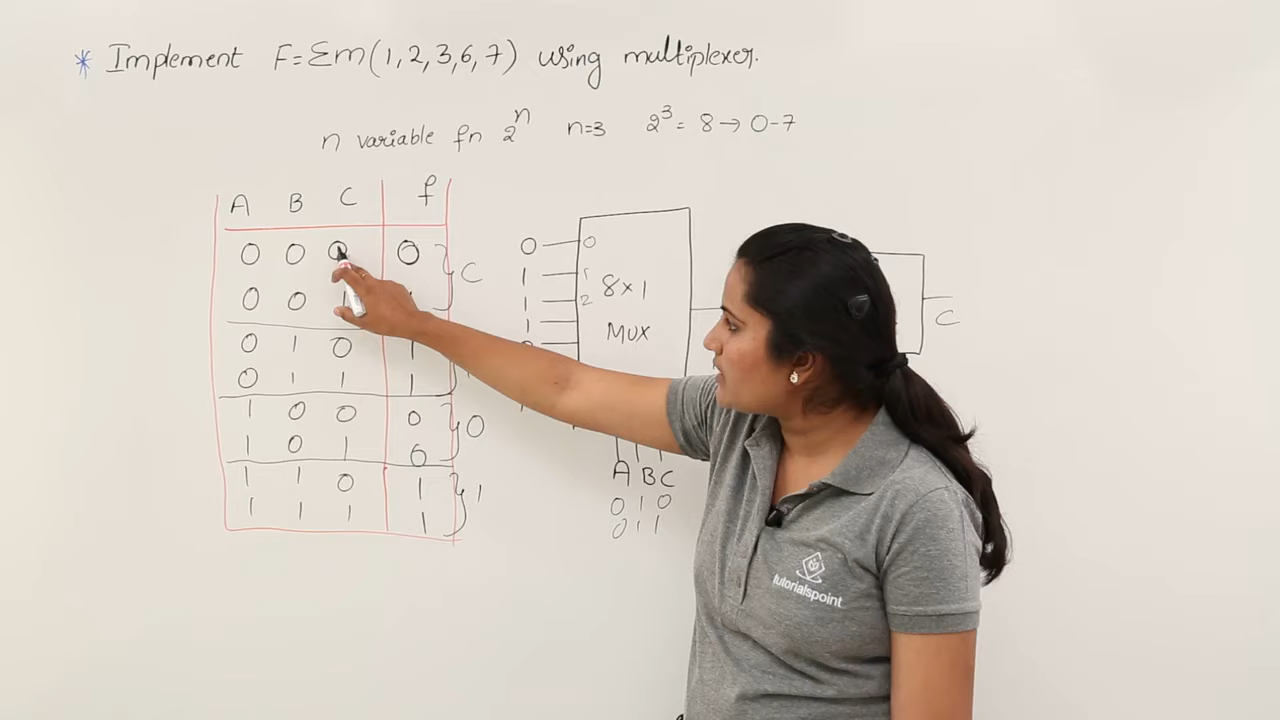 * Implement F=Σm(1,2,3,6,7) using multiplexer.
n variable fn 2^n n=3 2^3 = 8 → 0-7
A B C f
0 0 0 0 } C
0 0
0 1 0 1
0 1 1 1
1 0 0 0 } 0
1 0 1 0
1 1 0 1 } 1
1 1 1 1
0 0
1 1
1 2
1
8×1
MUX
A B C
0 1 0
0 1 1
C
tutorialspoint